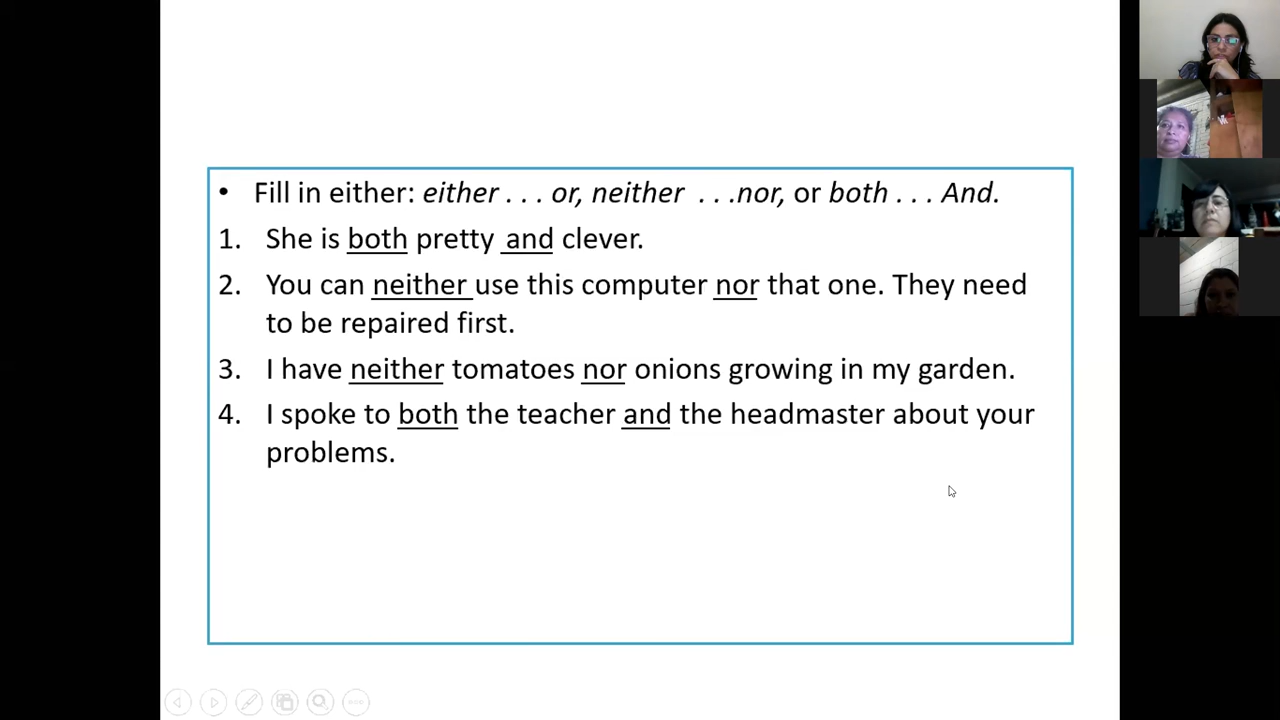 • Fill in either: either . . . or, neither . . .nor, or both . . . And.
1. She is both pretty and clever.
2. You can neither use this computer nor that one. They need
to be repaired first.
3. I have neither tomatoes nor onions growing in my garden.
4. I spoke to both the teacher and the headmaster about your
problems.